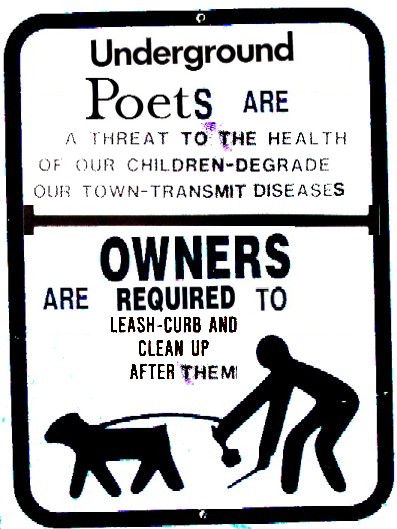 Underground
Poets ARE
A THREAT TO THE HEALTH
OF OUR CHILDREN-DEGRADE
OUR TOWN-TRANSMIT DISEASES
OWNERS
ARE REQUIRED TO
LEASH-CURB AND
CLEAN UP
AFTER THEM